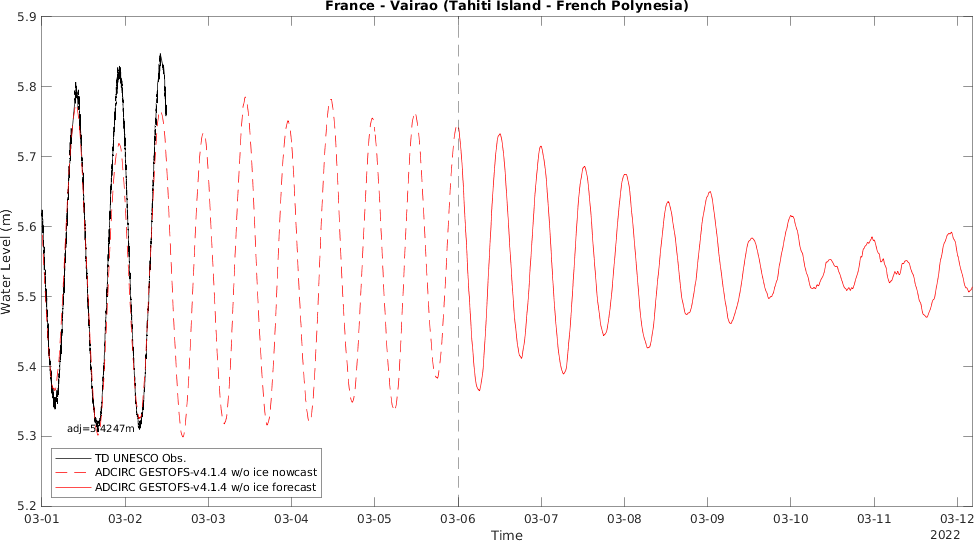 France - Vairao (Tahiti Island - French Polynesia)
5.9
5.8
5.7
5.6
5.5
5.4
5.3
5.2
Water Level (m)
adj=5.4247m
TD UNESCO Obs.
ADCIRC GESTOFS-v4.1.4 w/o ice nowcast
ADCIRC GESTOFS-v4.1.4 w/o ice forecast
03-01 03-02 03-03 03-04 03-05 03-06 03-07 03-08 03-09 03-10 03-11 03-12
Time
2022